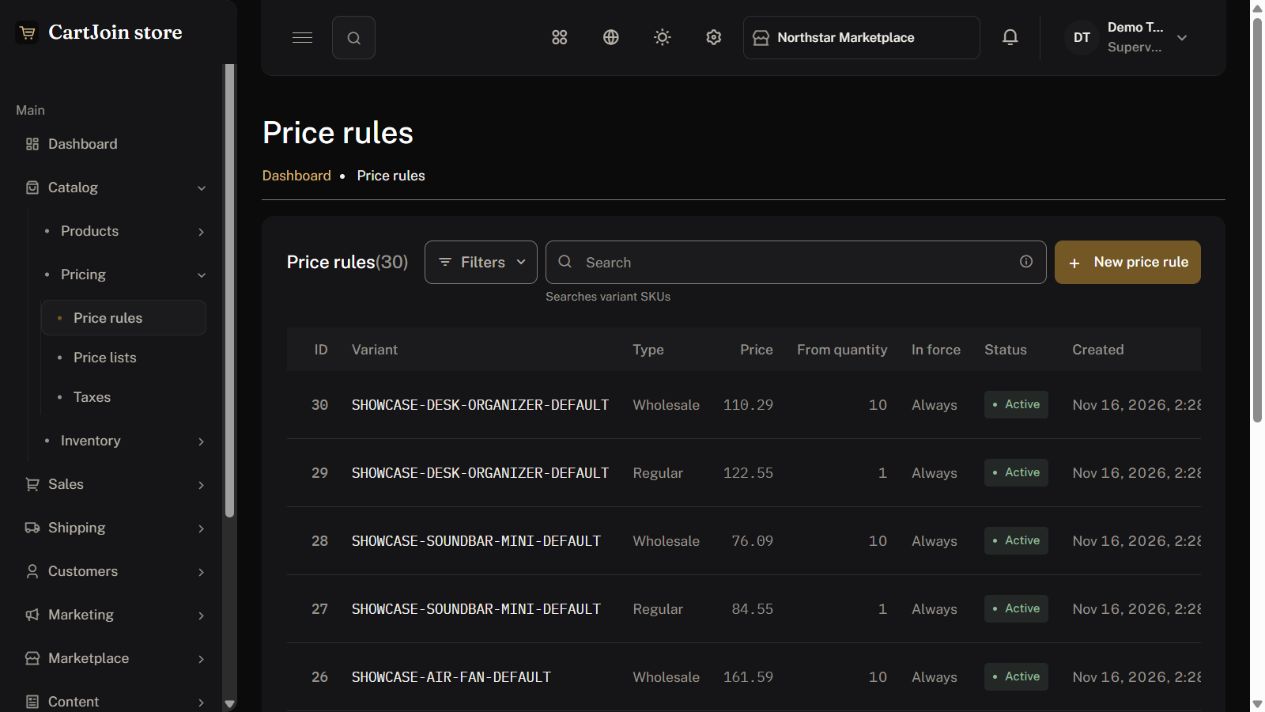 CartJoin store
Northstar Marketplace
DT
Demo T...
Superv...
Main
Dashboard
Catalog
Products
Pricing
Price rules
Price lists
Taxes
Inventory
Sales
Shipping
Customers
Marketing
Marketplace
Content
Price rules
Dashboard • Price rules
Price rules(30)
Filters
Search
+ New price rule
Searches variant SKUs
ID Variant Type Price From quantity In force Status Created
30 SHOWCASE-DESK-ORGANIZER-DEFAULT Wholesale 110.29 10 Always • Active Nov 16, 2026, 2:28
29 SHOWCASE-DESK-ORGANIZER-DEFAULT Regular 122.55 1 Always • Active Nov 16, 2026, 2:28
28 SHOWCASE-SOUNDBAR-MINI-DEFAULT Wholesale 76.09 10 Always • Active Nov 16, 2026, 2:28
27 SHOWCASE-SOUNDBAR-MINI-DEFAULT Regular 84.55 1 Always • Active Nov 16, 2026, 2:28
26 SHOWCASE-AIR-FAN-DEFAULT Wholesale 161.59 10 Always • Active Nov 16, 2026, 2:28